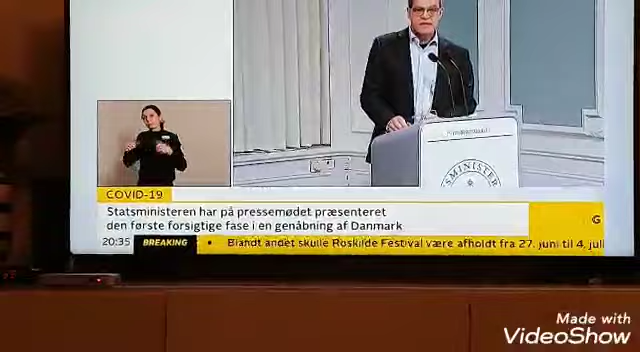 SMINISTER
COVID-19
Statsministeren har på pressemødet præsenteret
den første forsigtige fase i en genåbning af Danmark
G
20:35 BREAKING • Blandt andet skulle Roskilde Festival være afholdt fra 27. juni til 4. juli
Made with
VideoShow